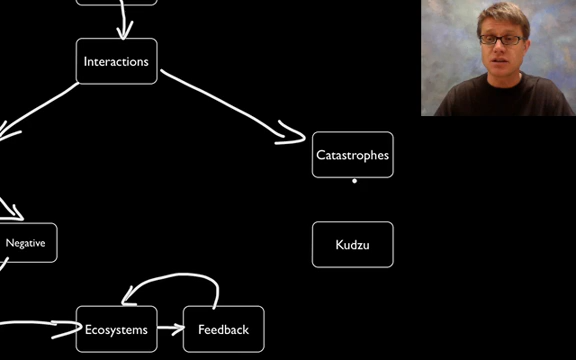 Interactions
Catastrophes
Negative
Kudzu
Ecosystems
Feedback